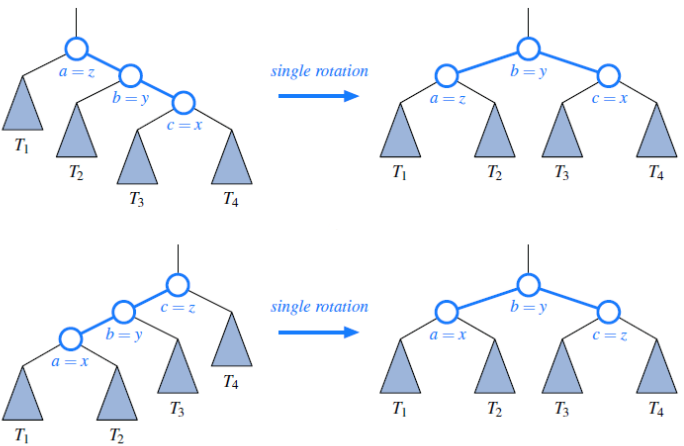 a = z
single rotation
b = y
b = y
a = z
c = x
c = x
T1
T2
T3
T4
T1
T2
T3
T4
c = z
single rotation
b = y
b = y
a = x
a = x
c = z
T4
T3
T1
T2
T1
T2
T3
T4